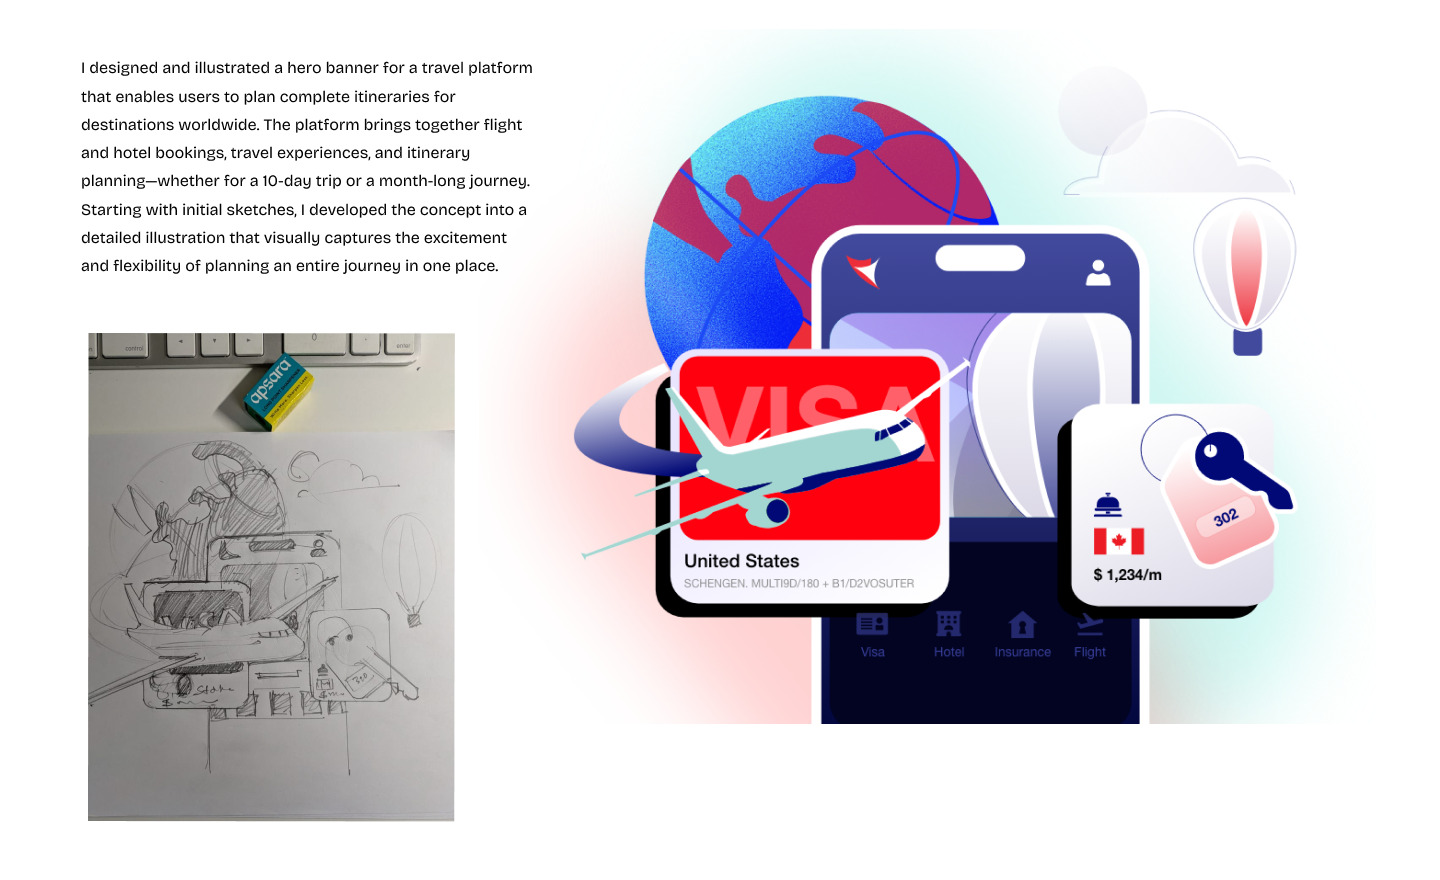 I designed and illustrated a hero banner for a travel platform
that enables users to plan complete itineraries for
destinations worldwide. The platform brings together flight
and hotel bookings, travel experiences, and itinerary
planning—whether for a 10-day trip or a month-long journey.
Starting with initial sketches, I developed the concept into a
detailed illustration that visually captures the excitement
and flexibility of planning an entire journey in one place.
control
enter
apsara
VISA
United States
SCHENGEN. MULTI9D/180 + B1/D2VOSUTER
302
$ 1,234/m
Visa
Hotel
Insurance
Flight